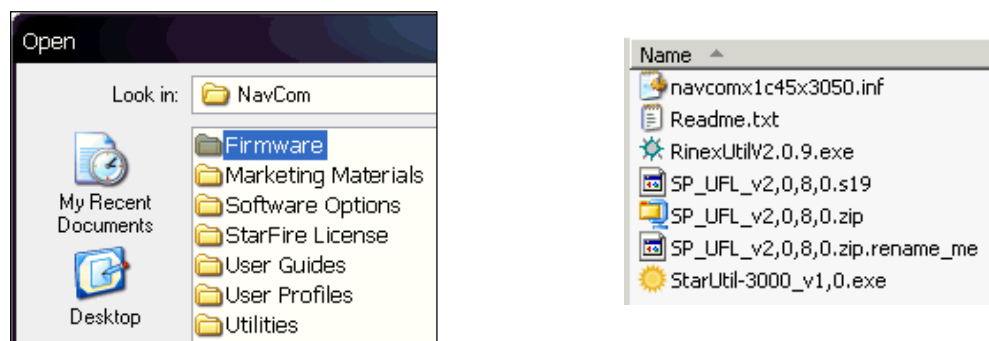 Open
Look in: NavCom
Firmware
Marketing Materials
Software Options
StarFire License
User Guides
User Profiles
Utilities
My Recent
Documents
Desktop
Name
navcomx1c45x3050.inf
Readme.txt
RinexUtilV2.0.9.exe
SP_UFL_v2,0,8,0.s19
SP_UFL_v2,0,8,0.zip
SP_UFL_v2,0,8,0.zip.rename_me
StarUtil-3000_v1,0.exe